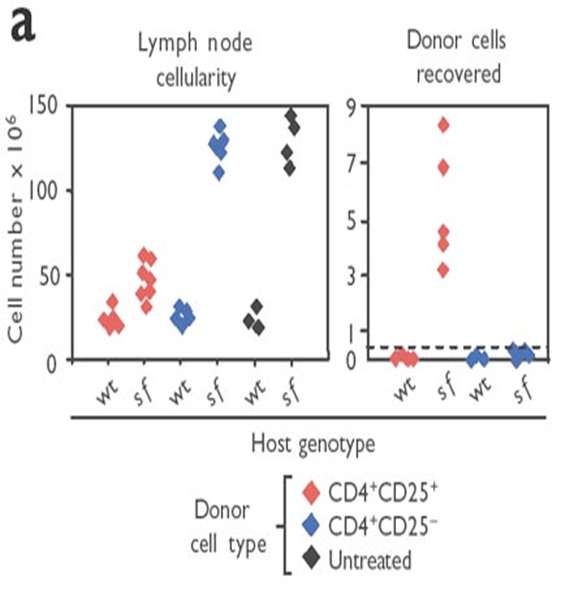 a
Lymph node
cellularity
Donor cells
recovered
Cell number x 10⁶
150
100
50
0
9
7
5
3
1
0
wt sf wt sf wt sf
wt sf wt sf
Host genotype
Donor
cell type
CD4⁺CD25⁺
CD4⁺CD25⁻
Untreated